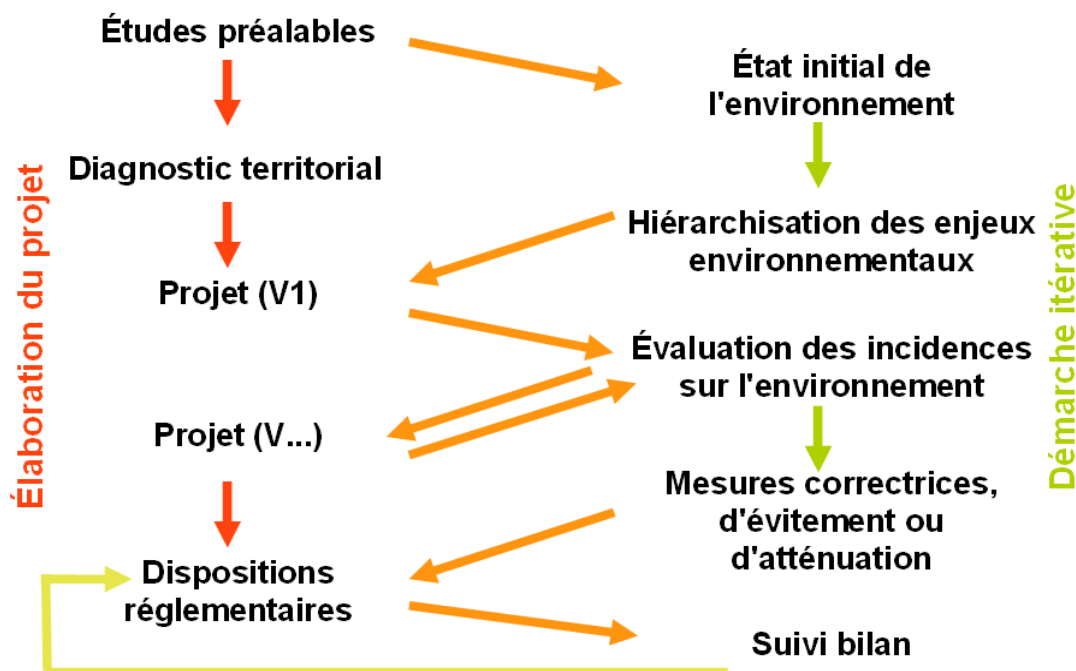 Études préalables
État initial de
l'environnement
Diagnostic territorial
Hiérarchisation des enjeux
environnementaux
Projet (V1)
Évaluation des incidences
sur l'environnement
Projet (V...)
Mesures correctrices,
d'évitement ou
d'atténuation
Dispositions
réglementaires
Suivi bilan
Élaboration du projet
Démarche itérative